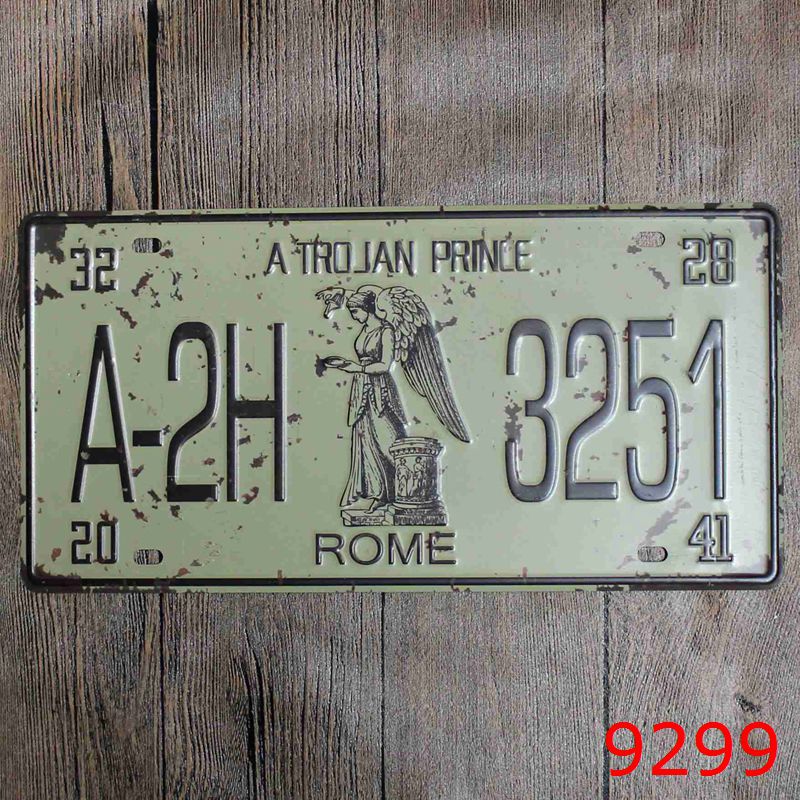 32 A TROJAN PRINCE 28
A-2H 3251
20 ROME 41
9299